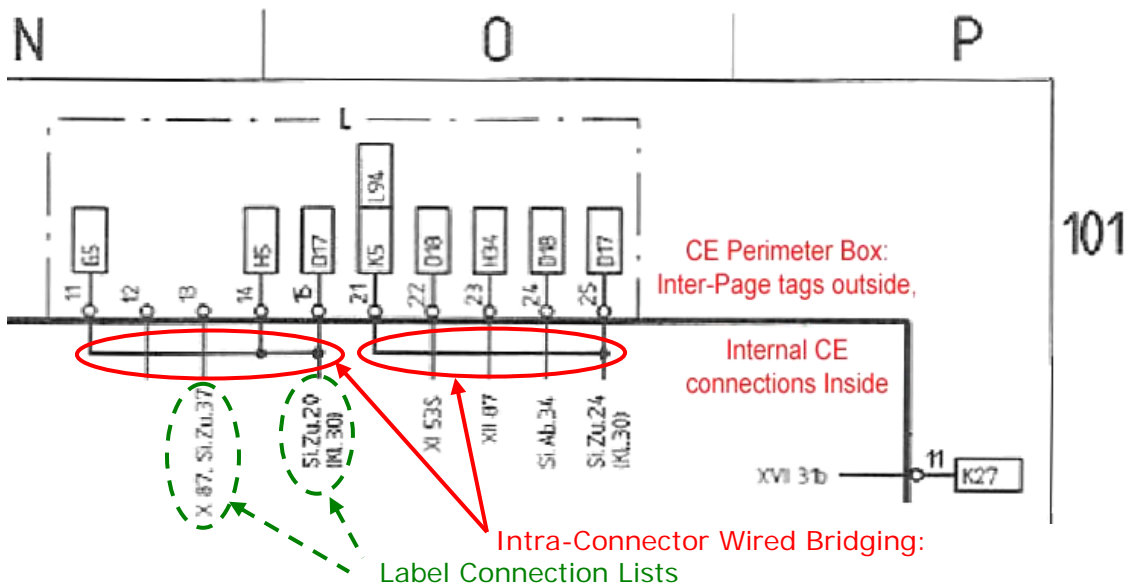 N O P
L
101
G5 H5 D17 L94 K5 D18 H34 D18 D17
CE Perimeter Box:
Inter-Page tags outside,
11 12 13 14 15 21 22 23 24 25
Internal CE
connections Inside
X 87. Si.Zu.37
Si.Zu.29
(Kl.30)
XI 53S
XII 87
Si.Ab.34
Si.Zu.24
(Kl.30)
XVII 31b 11 K27
Intra-Connector Wired Bridging:
Label Connection Lists